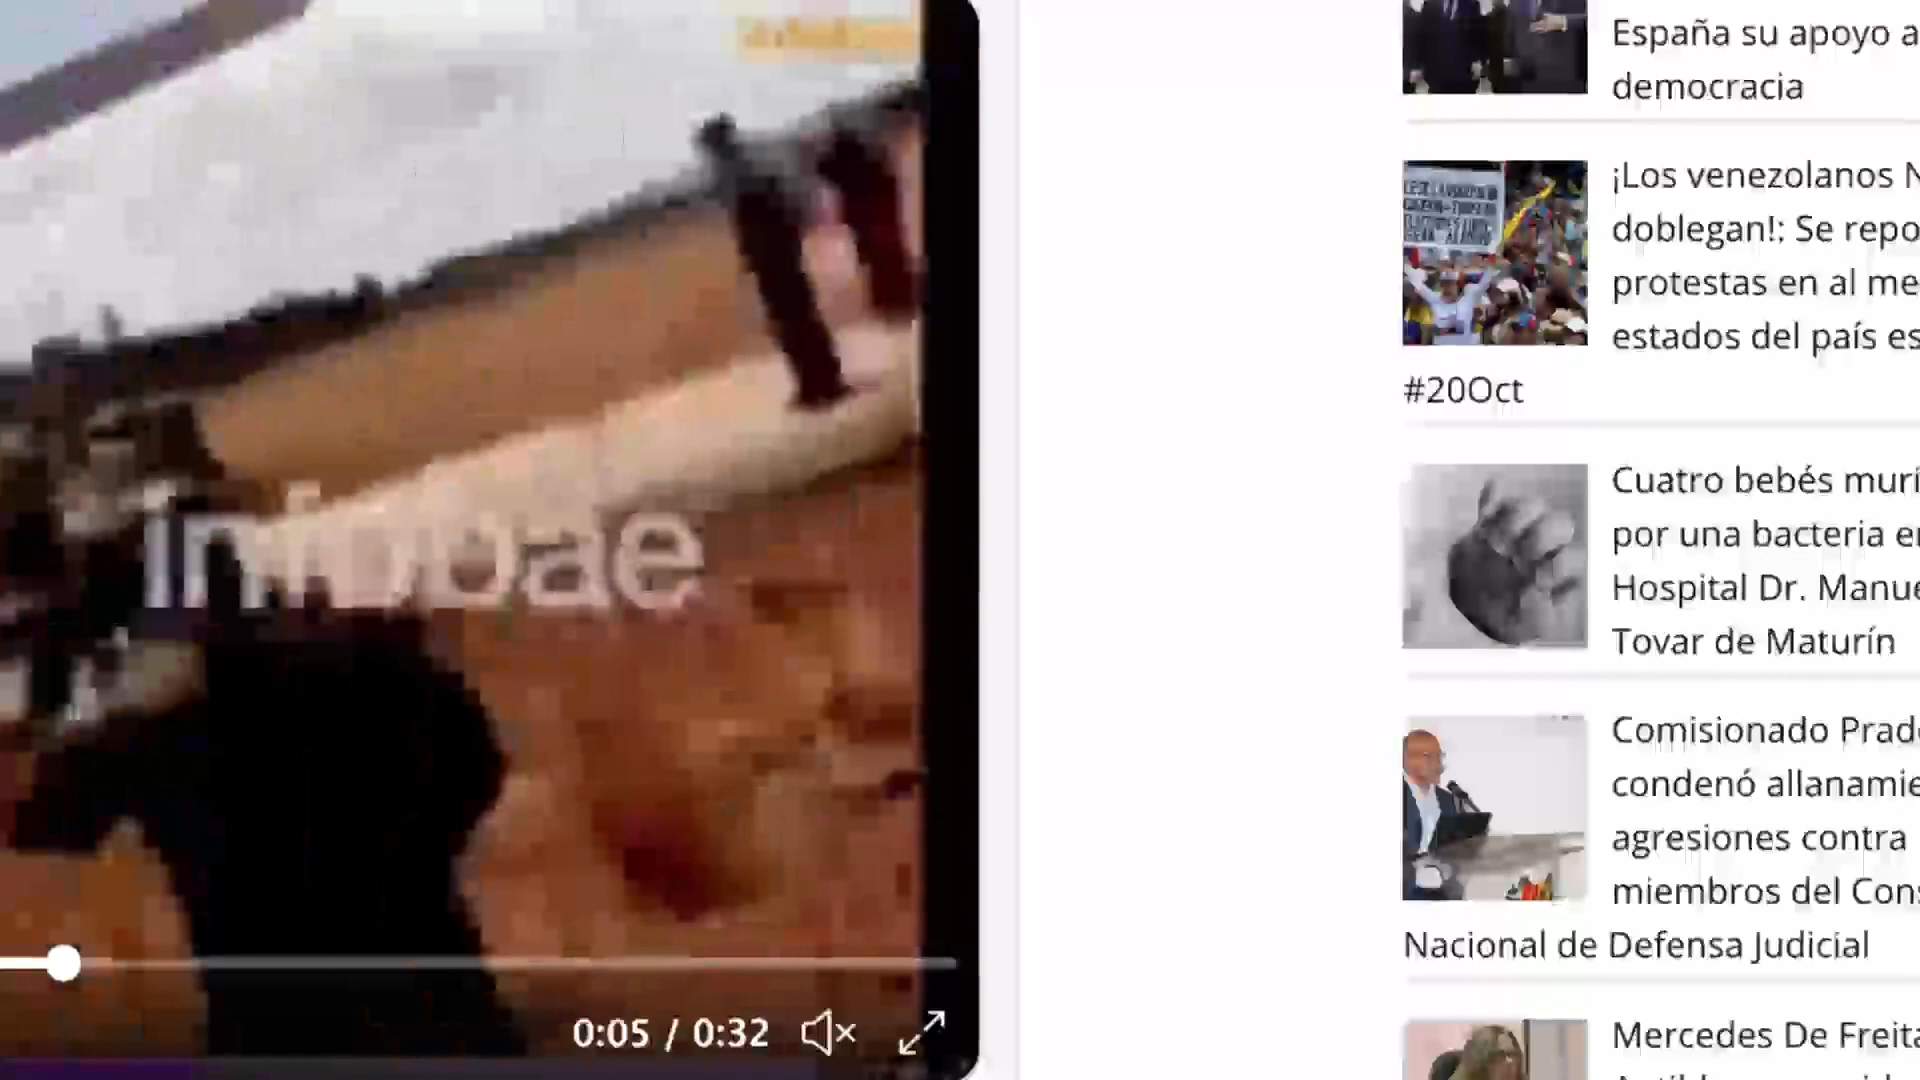 infobae
0:05 / 0:32
España su apoyo a
democracia
¡Los venezolanos N
doblegan!: Se repo
protestas en al me
estados del país es
#20Oct
Cuatro bebés muri
por una bacteria e
Hospital Dr. Manue
Tovar de Maturín
Comisionado Prad
condenó allanamie
agresiones contra
miembros del Cons
Nacional de Defensa Judicial
Mercedes De Freita